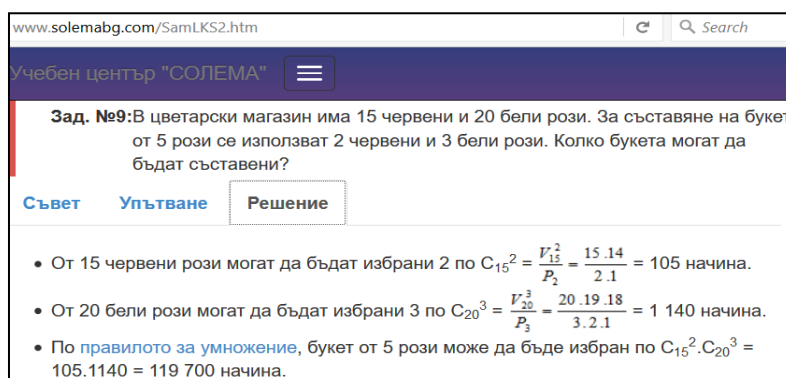 www.solemabg.com/SamLKS2.htm
Search
Учебен център "СОЛЕМА"
Зад. №9:В цветарски магазин има 15 червени и 20 бели рози. За съставяне на букет
от 5 рози се използват 2 червени и 3 бели рози. Колко букета могат да
бъдат съставени?
Съвет Упътване Решение
• От 15 червени рози могат да бъдат избрани 2 по C₁₅² = V₁₅²/P₂ = 15.14/2.1 = 105 начина.
• От 20 бели рози могат да бъдат избрани 3 по C₂₀³ = V₂₀³/P₃ = 20.19.18/3.2.1 = 1 140 начина.
• По правилото за умножение, букет от 5 рози може да бъде избран по C₁₅².C₂₀³ =
105.1140 = 119 700 начина.